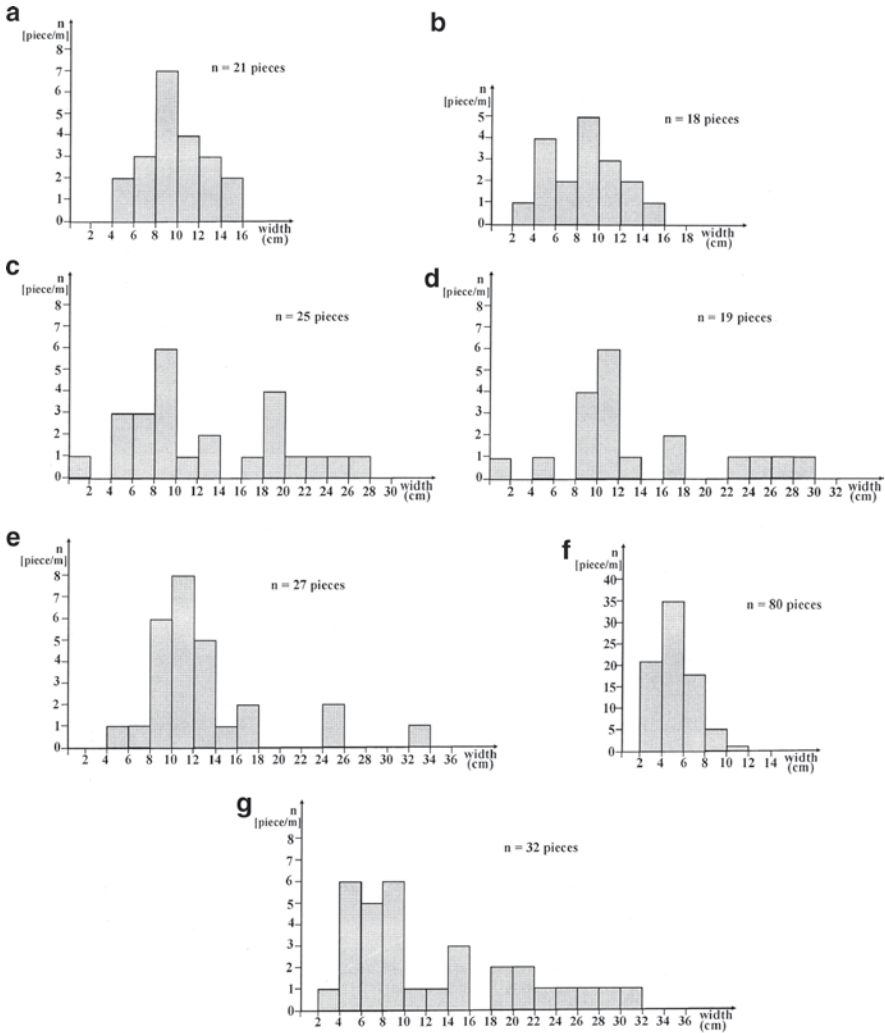 a
n
[piece/m]
8
7
6
5
4
3
2
1
0
n = 21 pieces
2 4 6 8 10 12 14 16 width
(cm)
b
n
[piece/m]
5
4
3
2
1
0
n = 18 pieces
2 4 6 8 10 12 14 16 18 width
(cm)
c
n
[piece/m]
8
7
6
5
4
3
2
1
0
n = 25 pieces
2 4 6 8 10 12 14 16 18 20 22 24 26 28 30 width
(cm)
d
n
[piece/m]
8
7
6
5
4
3
2
1
0
n = 19 pieces
2 4 6 8 10 12 14 16 18 20 22 24 26 28 30 32 width
(cm)
e
n
[piece/m]
8
7
6
5
4
3
2
1
0
n = 27 pieces
2 4 6 8 10 12 14 16 18 20 22 24 26 28 30 32 34 36 width
(cm)
f
n
[piece/m]
40
35
30
25
20
15
10
5
0
n = 80 pieces
2 4 6 8 10 12 14 width
(cm)
g
n
[piece/m]
8
7
6
5
4
3
2
1
0
n = 32 pieces
2 4 6 8 10 12 14 16 18 20 22 24 26 28 30 32 34 36 width
(cm)